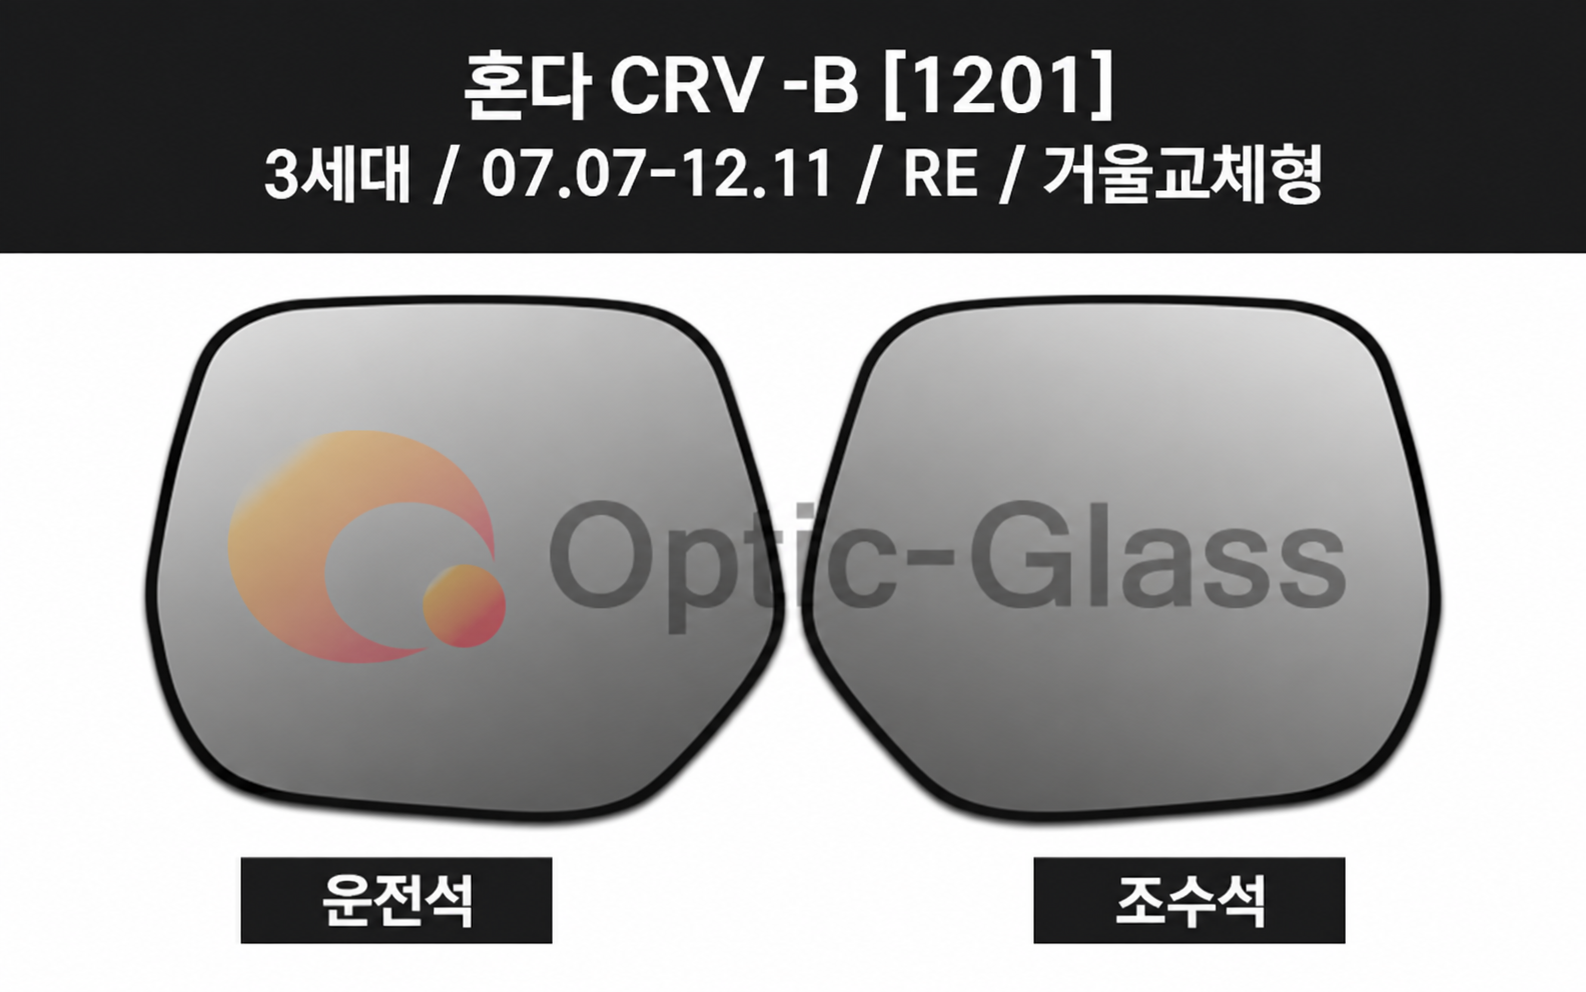 혼다 CRV -B [1201]
3세대 / 07.07-12.11 / RE / 거울교체형
Optic-Glass
운전석
조수석